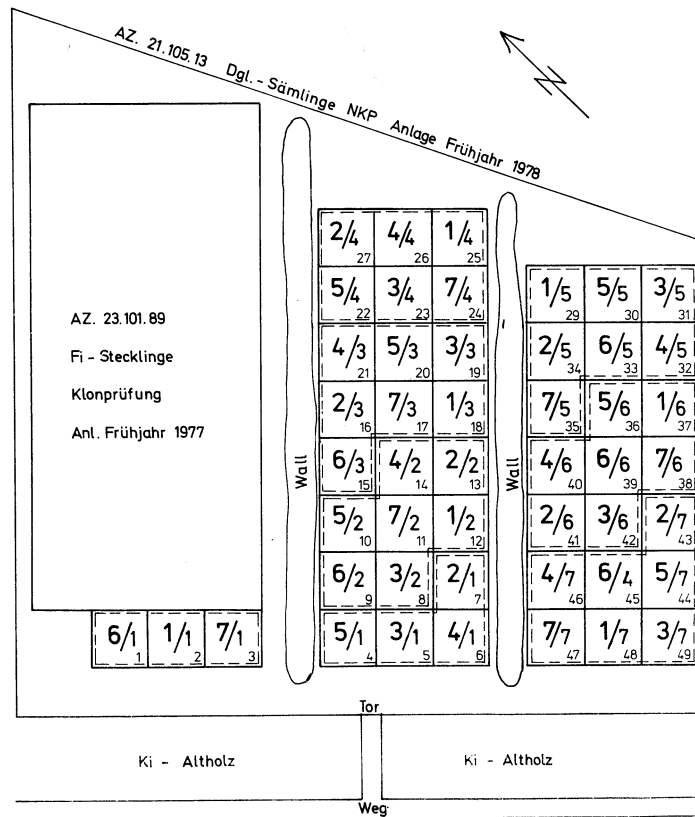 AZ. 21.105.13 Dgl.-Sämlinge NKP Anlage Frühjahr 1978
AZ. 23.101.89
Fi - Stecklinge
Klonprüfung
Anl. Frühjahr 1977
6/1 1/1 7/1
1 2 3
Wall
2/4 4/4 1/4
27 26 25
5/4 3/4 7/4
22 23 24
4/3 5/3 3/3
21 20 19
2/3 7/3 1/3
16 17 18
6/3 4/2 2/2
15 14 13
5/2 7/2 1/2
10 11 12
6/2 3/2 2/1
9 8 7
5/1 3/1 4/1
4 5 6
Wall
1/5 5/5 3/5
29 30 31
2/5 6/5 4/5
34 33 32
7/5 5/6 1/6
35 36 37
4/6 6/6 7/6
40 39 38
2/6 3/6 2/7
41 42 43
4/7 6/4 5/7
46 45 44
7/7 1/7 3/7
47 48 49
Tor
Ki - Altholz
Ki - Altholz
Weg